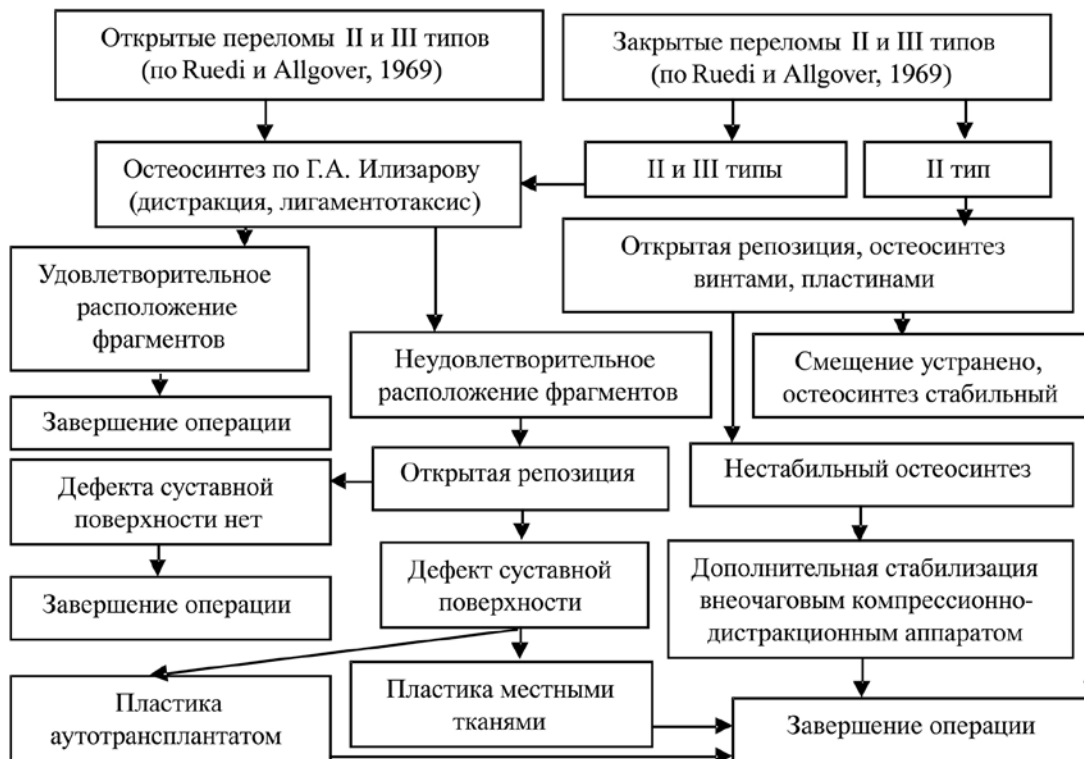 Открытые переломы II и III типов
(по Ruedi и Allgover, 1969)
Закрытые переломы II и III типов
(по Ruedi и Allgover, 1969)
Остеосинтез по Г.А. Илизарову
(дистракция, лигаментотаксис)
II и III типы
II тип
Открытая репозиция, остеосинтез
винтами, пластинами
Удовлетворительное
расположение
фрагментов
Неудовлетворительное
расположение фрагментов
Смещение устранено,
остеосинтез стабильный
Завершение операции
Открытая репозиция
Нестабильный остеосинтез
Дефекта суставной
поверхности нет
Дефект суставной
поверхности
Дополнительная стабилизация
внеочаговым компрессионно-
дистракционным аппаратом
Завершение операции
Пластика
аутотрансплантатом
Пластика местными
тканями
Завершение операции